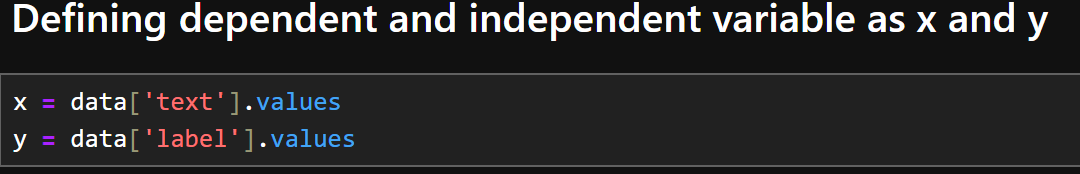 Defining dependent and independent variable as x and y
x = data['text'].values
y = data['label'].values